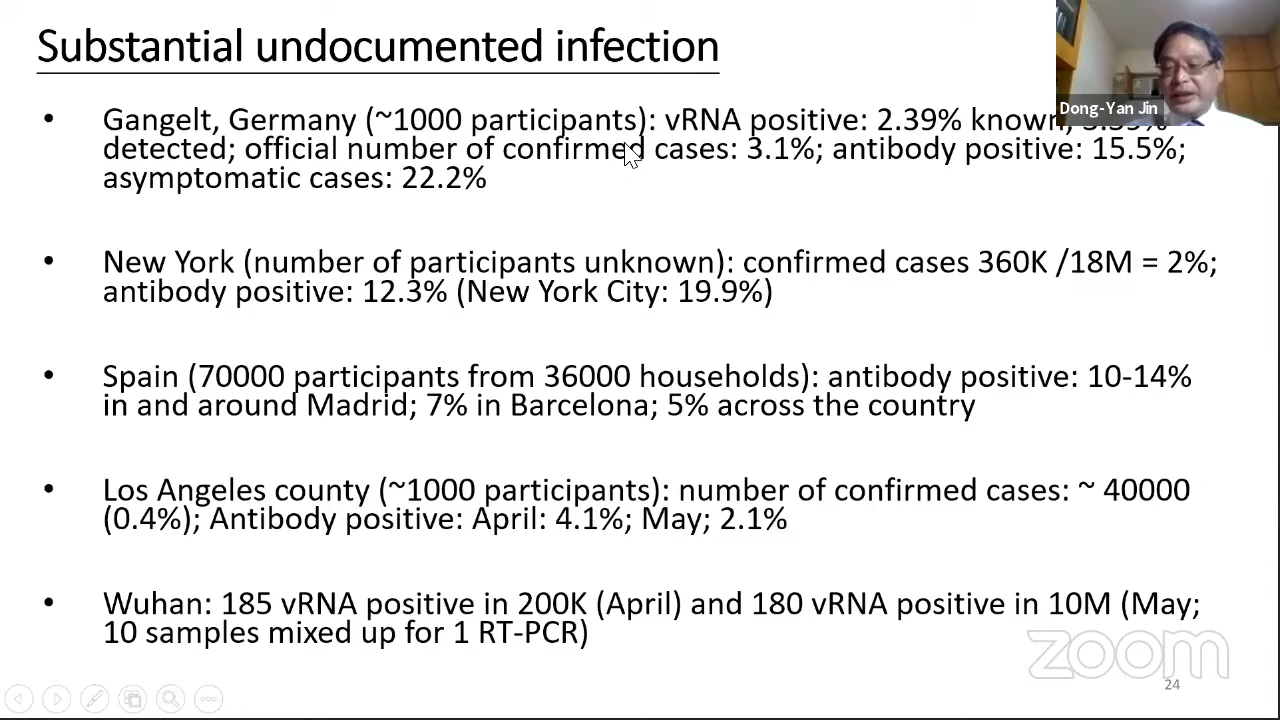 Substantial undocumented infection
Dong-Yan Jin
• Gangelt, Germany (~1000 participants): vRNA positive: 2.39% known,
detected; official number of confirmed cases: 3.1%; antibody positive: 15.5%;
asymptomatic cases: 22.2%
• New York (number of participants unknown): confirmed cases 360K /18M = 2%;
antibody positive: 12.3% (New York City: 19.9%)
• Spain (70000 participants from 36000 households): antibody positive: 10-14%
in and around Madrid; 7% in Barcelona; 5% across the country
• Los Angeles county (~1000 participants): number of confirmed cases: ~ 40000
(0.4%); Antibody positive: April: 4.1%; May; 2.1%
• Wuhan: 185 vRNA positive in 200K (April) and 180 vRNA positive in 10M (May;
10 samples mixed up for 1 RT-PCR)
zoom
24